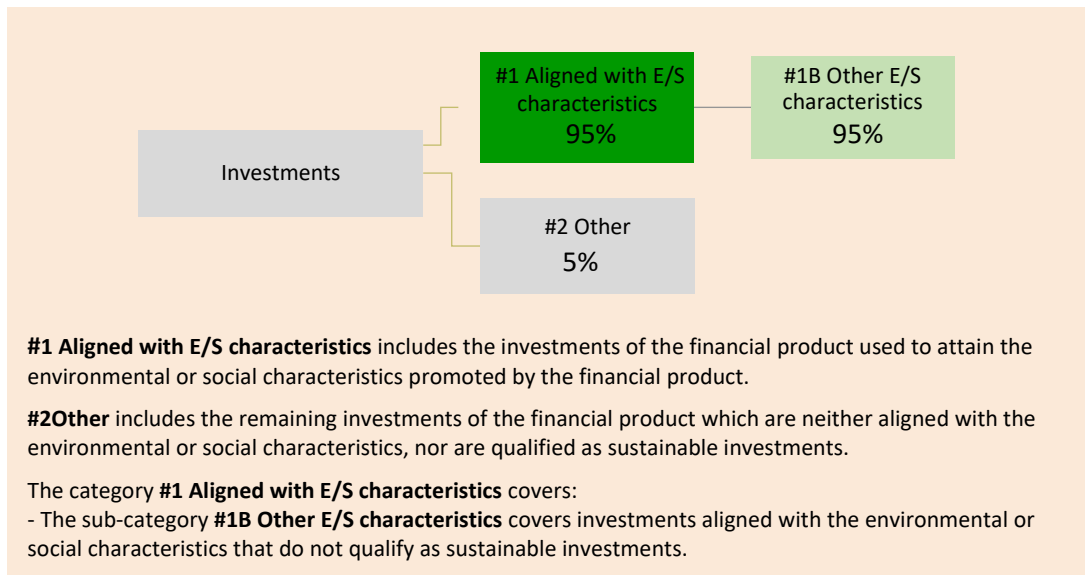 #1 Aligned with E/S
characteristics
95%
#1B Other E/S
characteristics
95%
Investments
#2 Other
5%
#1 Aligned with E/S characteristics includes the investments of the financial product used to attain the
environmental or social characteristics promoted by the financial product.
#2Other includes the remaining investments of the financial product which are neither aligned with the
environmental or social characteristics, nor are qualified as sustainable investments.
The category #1 Aligned with E/S characteristics covers:
- The sub-category #1B Other E/S characteristics covers investments aligned with the environmental or
social characteristics that do not qualify as sustainable investments.